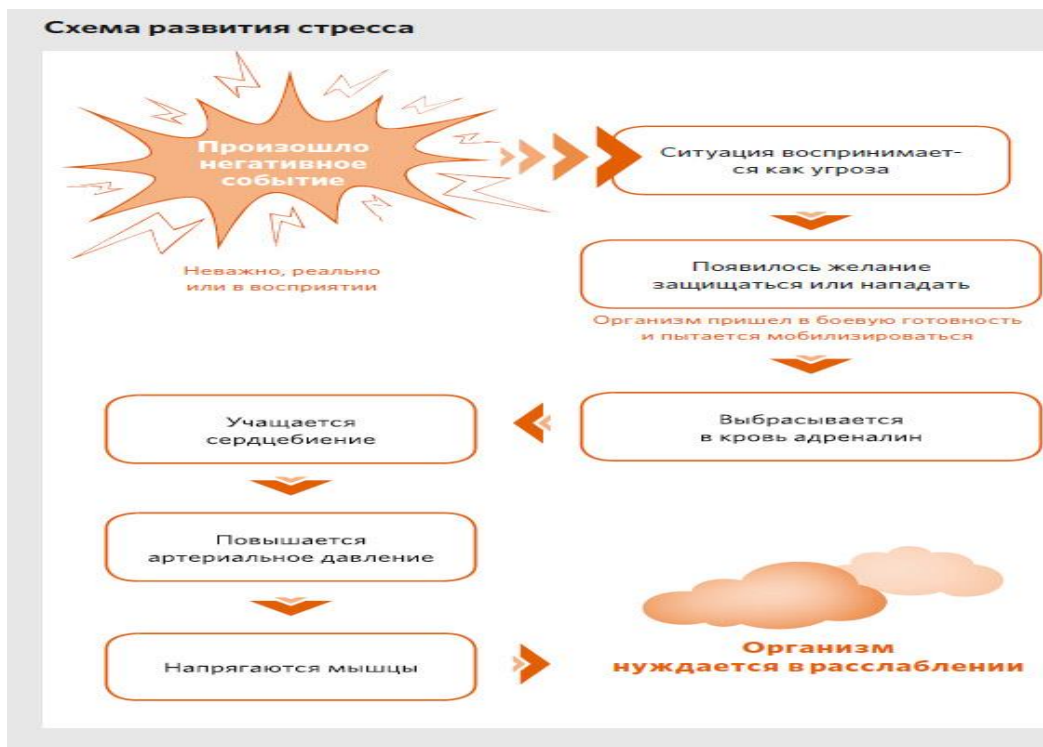 Схема развития стресса
Произошло
негативное
событие
Неважно, реально
или в восприятии
Ситуация воспринимает-
ся как угроза
Появилось желание
защищаться или нападать
Организм пришел в боевую готовность
и пытается мобилизироваться
Выбрасывается
в кровь адреналин
Учащается
сердцебиение
Повышается
артериальное давление
Напрягаются мышцы
Организм
нуждается в расслаблении